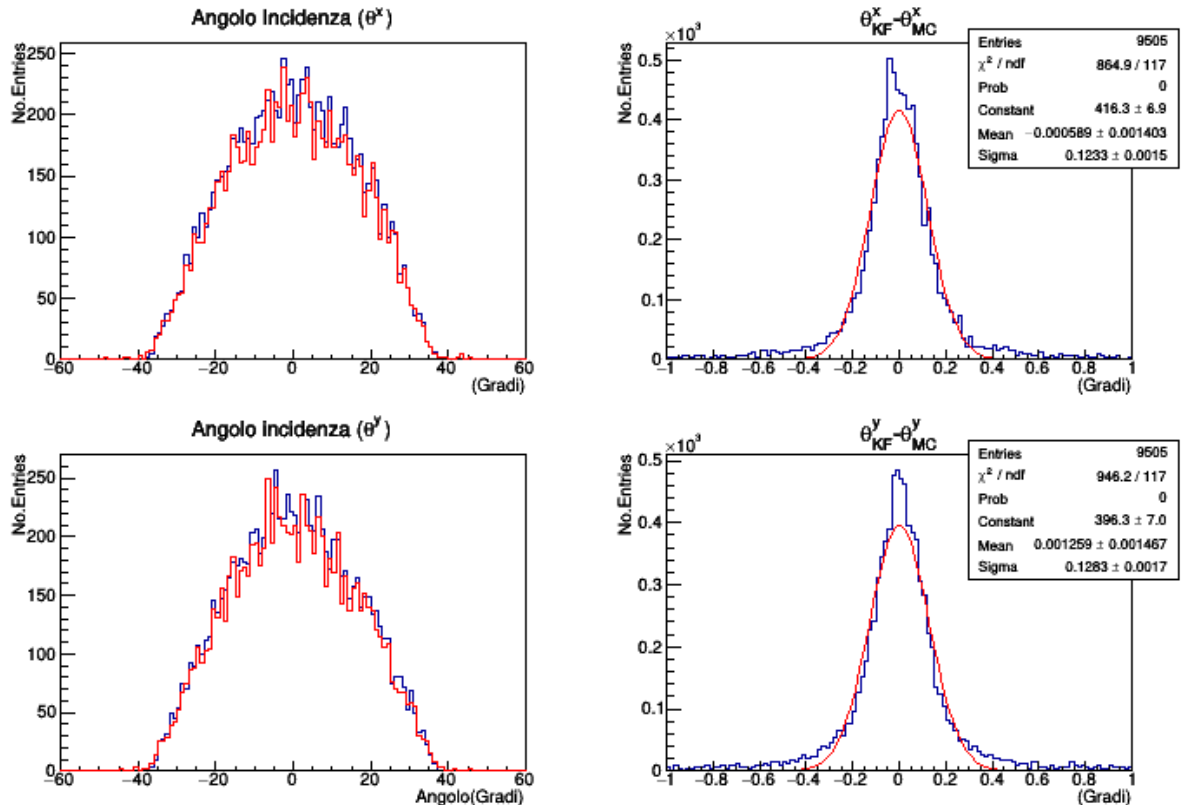 Angolo Incidenza (θˣ)
No.Entries
250
200
150
100
50
0
−60 −40 −20 0 20 40 60
(Gradi)
θˣKF-θˣMC
×10³
No.Entries
0.5
0.4
0.3
0.2
0.1
0
−1 −0.8 −0.6 −0.4 −0.2 0 0.2 0.4 0.6 0.8 1
(Gradi)
Entries 9505
χ² / ndf 864.9 / 117
Prob 0
Constant 416.3 ± 6.9
Mean −0.000589 ± 0.001403
Sigma 0.1233 ± 0.0015
Angolo incidenza (θʸ)
No.Entries
250
200
150
100
50
0
−60 −40 −20 0 20 40 60
Angolo(Gradi)
θʸKF-θʸMC
×10³
No.Entries
0.5
0.4
0.3
0.2
0.1
0
−1 −0.8 −0.6 −0.4 −0.2 0 0.2 0.4 0.6 0.8 1
(Gradi)
Entries 9505
χ² / ndf 946.2 / 117
Prob 0
Constant 396.3 ± 7.0
Mean 0.001259 ± 0.001467
Sigma 0.1283 ± 0.0017